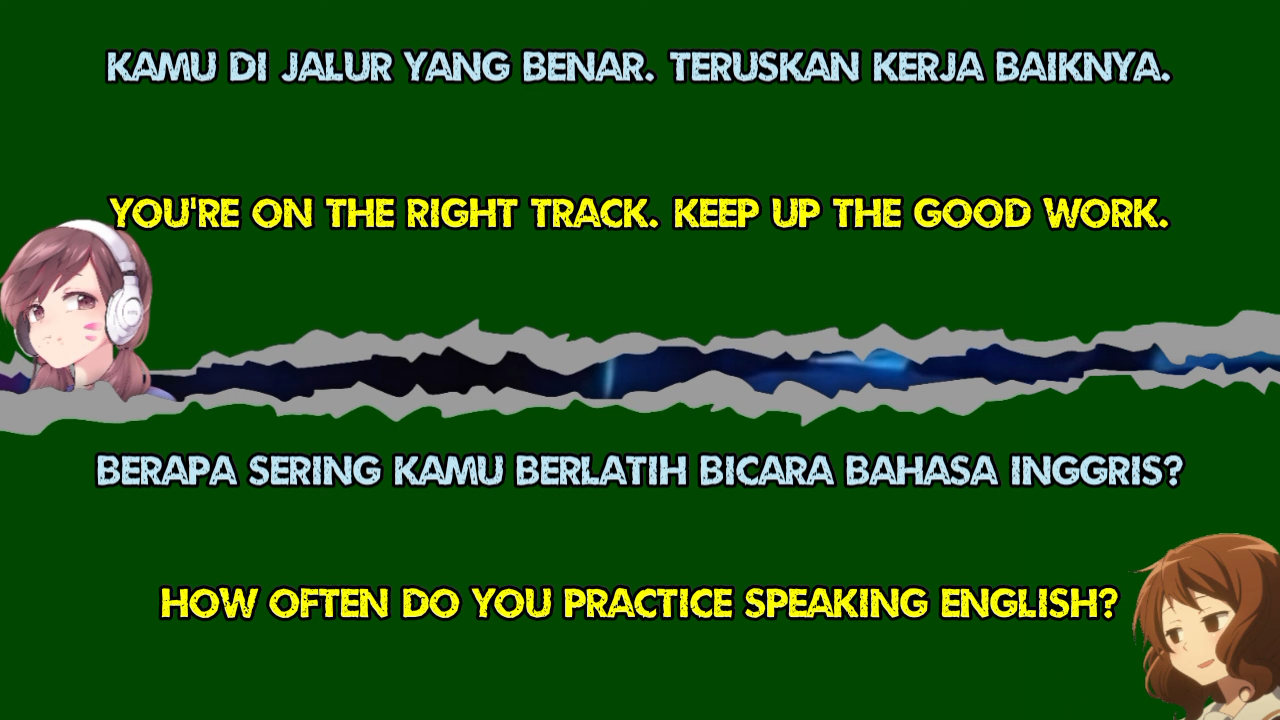 KAMU DI JALUR YANG BENAR. TERUSKAN KERJA BAIKNYA.
YOU'RE ON THE RIGHT TRACK. KEEP UP THE GOOD WORK.
BERAPA SERING KAMU BERLATIH BICARA BAHASA INGGRIS?
HOW OFTEN DO YOU PRACTICE SPEAKING ENGLISH?